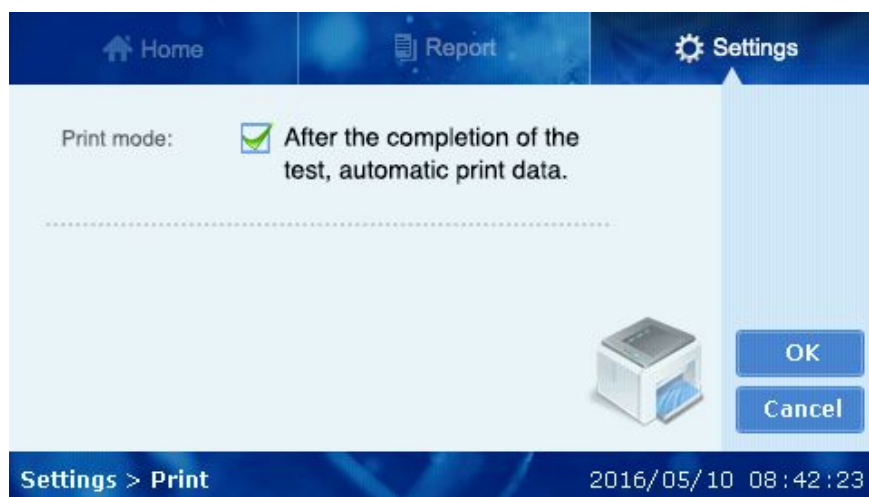 Home
Report
Settings
Print mode:
After the completion of the
test, automatic print data.
OK
Cancel
Settings > Print
2016/05/10 08:42:23